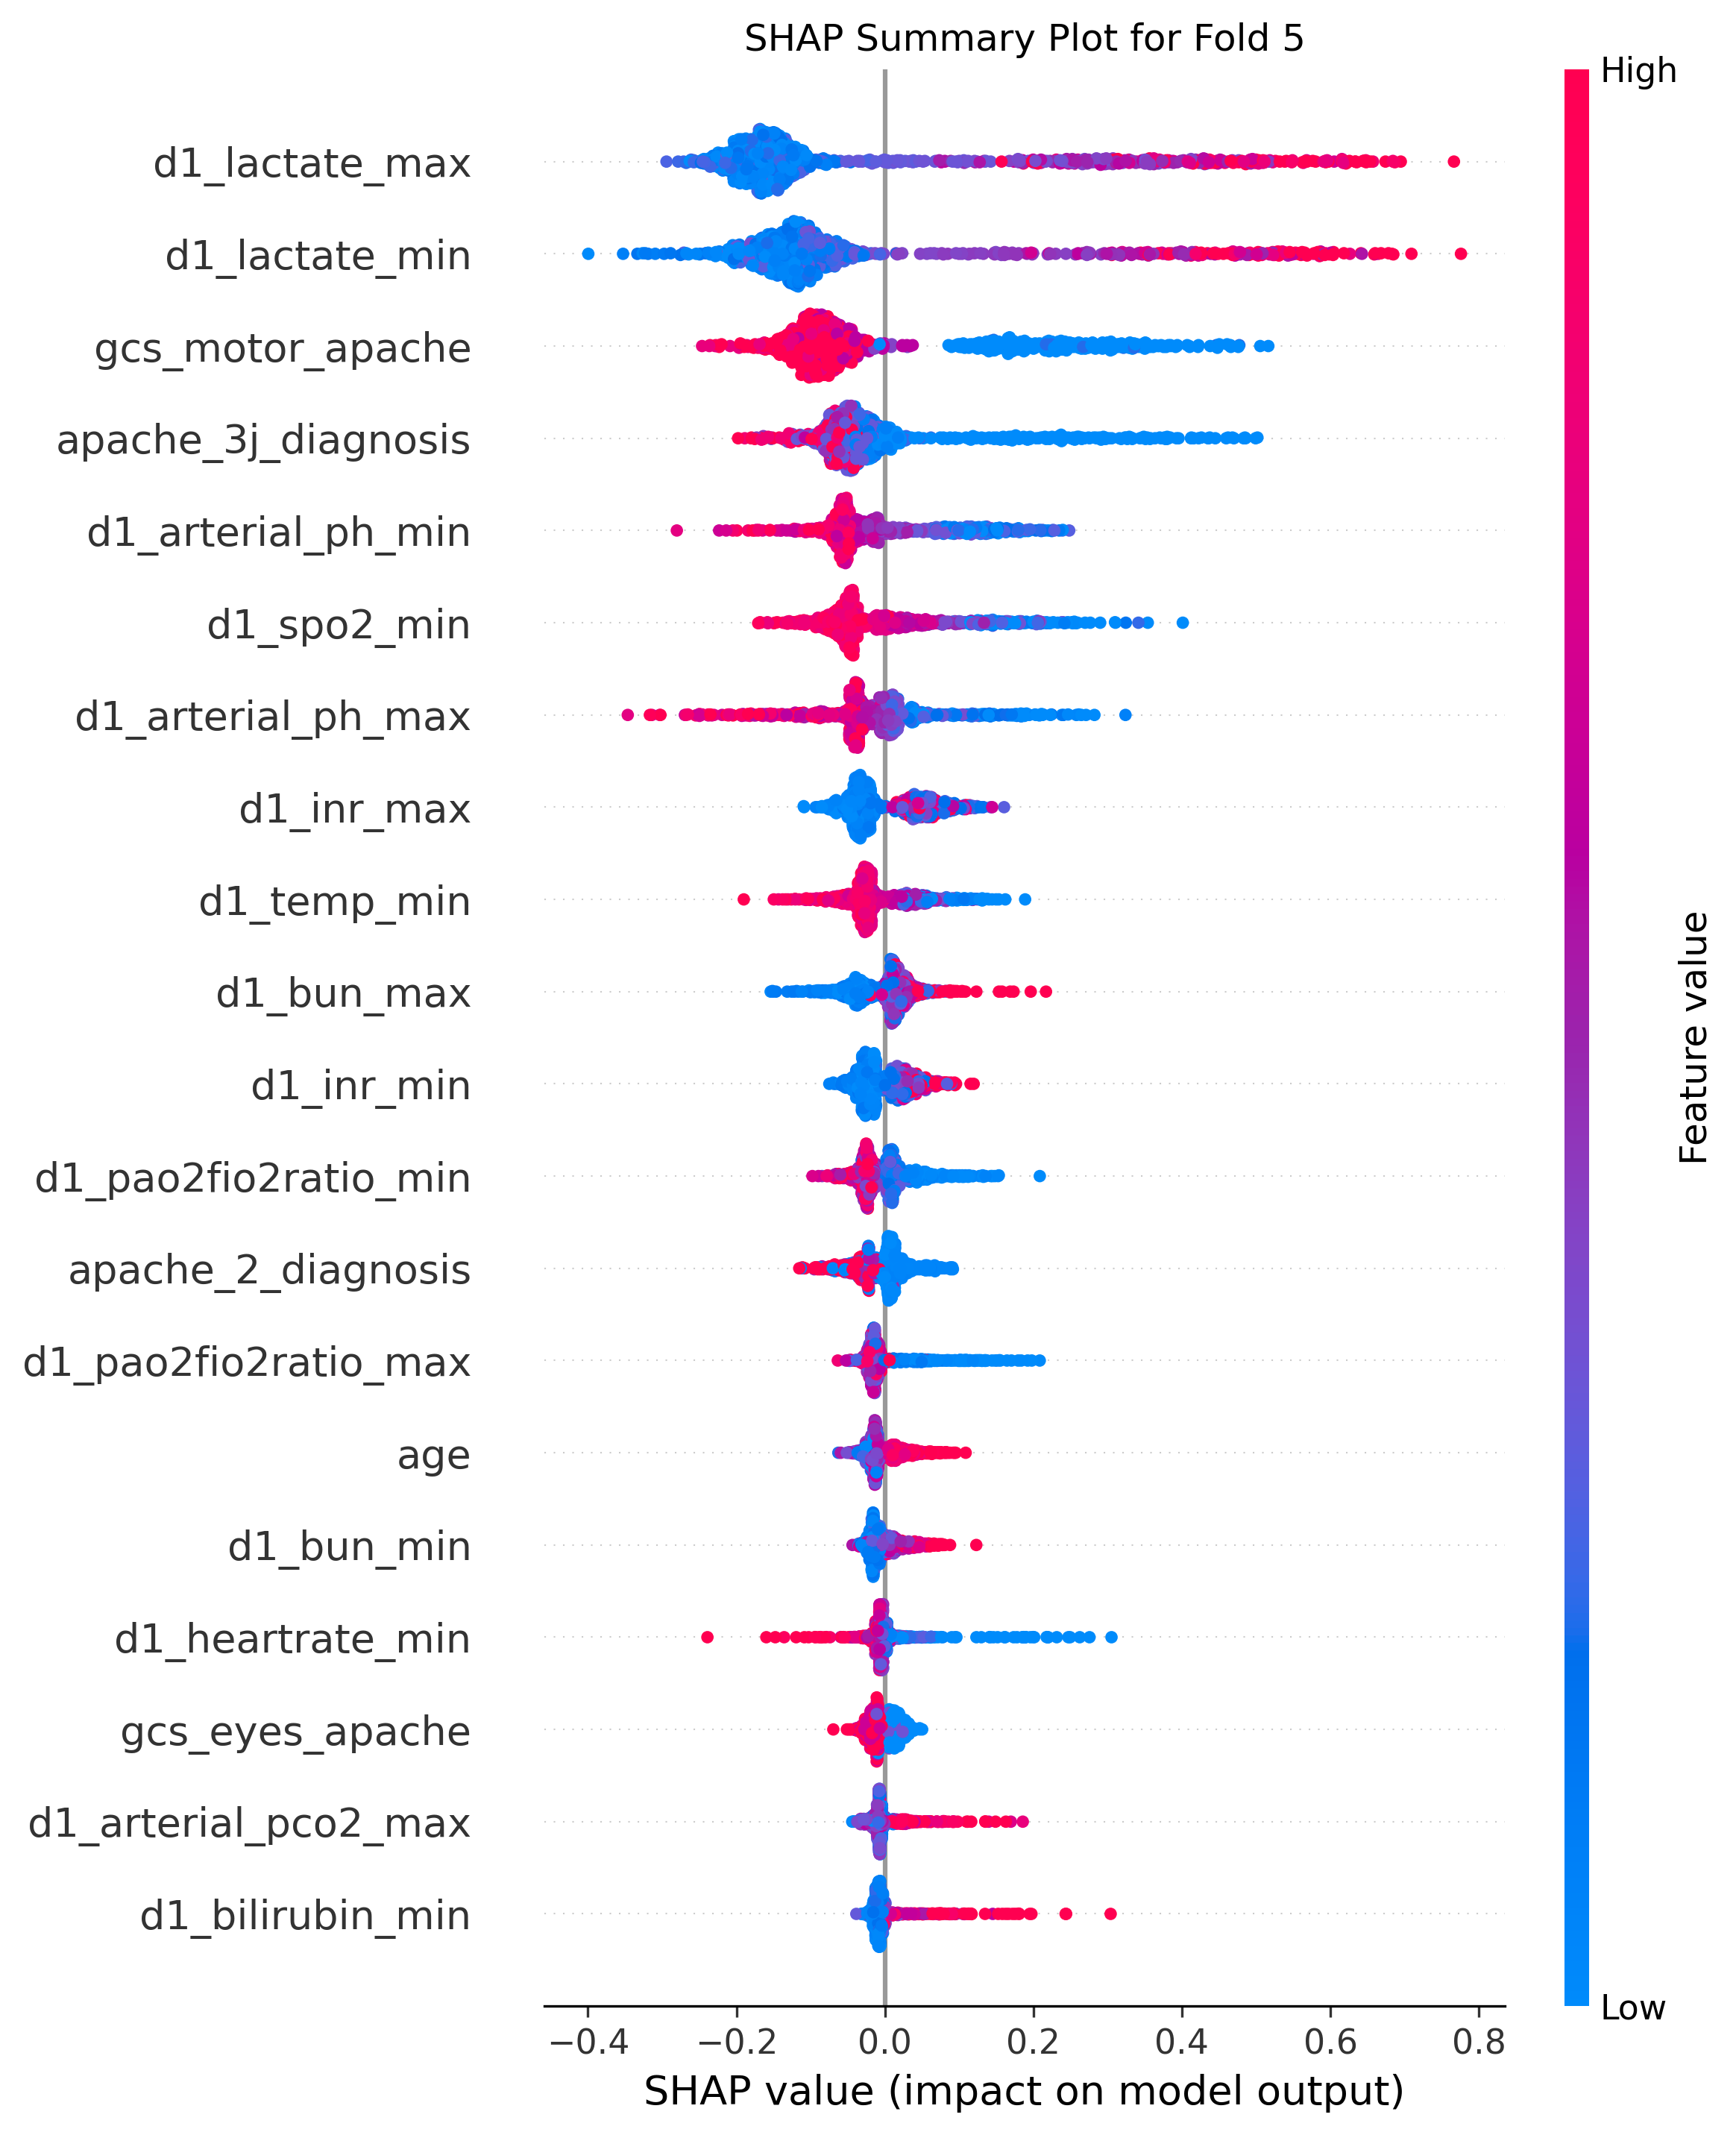 SHAP Summary Plot for Fold 5
High
d1_lactate_max
d1_lactate_min
gcs_motor_apache
apache_3j_diagnosis
d1_arterial_ph_min
d1_spo2_min
d1_arterial_ph_max
d1_inr_max
d1_temp_min
d1_bun_max
d1_inr_min
d1_pao2fio2ratio_min
apache_2_diagnosis
d1_pao2fio2ratio_max
age
d1_bun_min
d1_heartrate_min
gcs_eyes_apache
d1_arterial_pco2_max
d1_bilirubin_min
Feature value
Low
−0.4 −0.2 0.0 0.2 0.4 0.6 0.8
SHAP value (impact on model output)